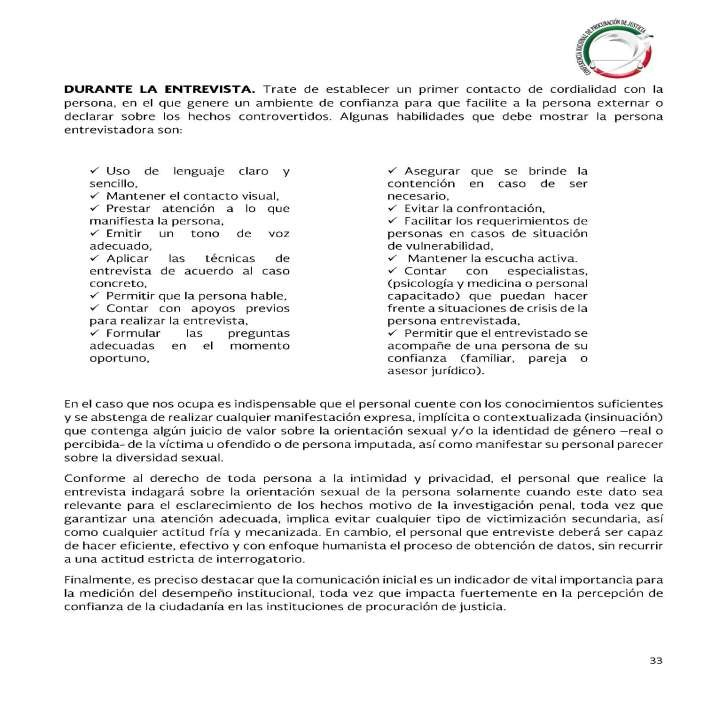 CONFERENCIA NACIONAL DE PROCURACIÓN DE JUSTICIA
DURANTE LA ENTREVISTA. Trate de establecer un primer contacto de cordialidad con la
persona, en el que genere un ambiente de confianza para que facilite a la persona externar o
declarar sobre los hechos controvertidos. Algunas habilidades que debe mostrar la persona
entrevistadora son:
✓ Uso de lenguaje claro y
sencillo,
✓ Mantener el contacto visual,
✓ Prestar atención a lo que
manifiesta la persona,
✓ Emitir un tono de voz
adecuado,
✓ Aplicar las técnicas de
entrevista de acuerdo al caso
concreto,
✓ Permitir que la persona hable,
✓ Contar con apoyos previos
para realizar la entrevista,
✓ Formular las preguntas
adecuadas en el momento
oportuno,
✓ Asegurar que se brinde la
contención en caso de ser
necesario,
✓ Evitar la confrontación,
✓ Facilitar los requerimientos de
personas en casos de situación
de vulnerabilidad,
✓ Mantener la escucha activa.
✓ Contar con especialistas,
(psicología y medicina o personal
capacitado) que puedan hacer
frente a situaciones de crisis de la
persona entrevistada,
✓ Permitir que el entrevistado se
acompañe de una persona de su
confianza (familiar, pareja o
asesor jurídico).
En el caso que nos ocupa es indispensable que el personal cuente con los conocimientos suficientes
y se abstenga de realizar cualquier manifestación expresa, implícita o contextualizada (insinuación)
que contenga algún juicio de valor sobre la orientación sexual y/o la identidad de género –real o
percibida- de la víctima u ofendido o de persona imputada, así como manifestar su personal parecer
sobre la diversidad sexual.
Conforme al derecho de toda persona a la intimidad y privacidad, el personal que realice la
entrevista indagará sobre la orientación sexual de la persona solamente cuando este dato sea
relevante para el esclarecimiento de los hechos motivo de la investigación penal, toda vez que
garantizar una atención adecuada, implica evitar cualquier tipo de victimización secundaria, así
como cualquier actitud fría y mecanizada. En cambio, el personal que entreviste deberá ser capaz
de hacer eficiente, efectivo y con enfoque humanista el proceso de obtención de datos, sin recurrir
a una actitud estricta de interrogatorio.
Finalmente, es preciso destacar que la comunicación inicial es un indicador de vital importancia para
la medición del desempeño institucional, toda vez que impacta fuertemente en la percepción de
confianza de la ciudadanía en las instituciones de procuración de justicia.
33